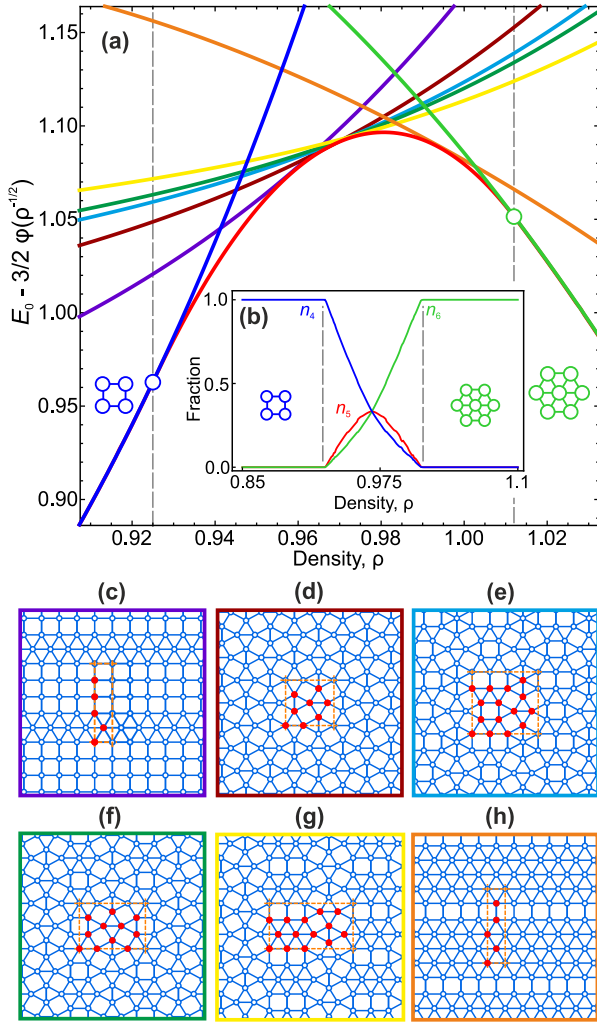 (a)
E₀ - 3/2 φ(ρ⁻¹/²)
1.15
1.10
1.05
1.00
0.95
0.90
(b)
n₄
n₆
n₅
Fraction
1.0
0.5
0.0
0.85
0.975
1.1
Density, ρ
0.92
0.94
0.96
0.98
1.00
1.02
Density, ρ
(c)
(d)
(e)
(f)
(g)
(h)